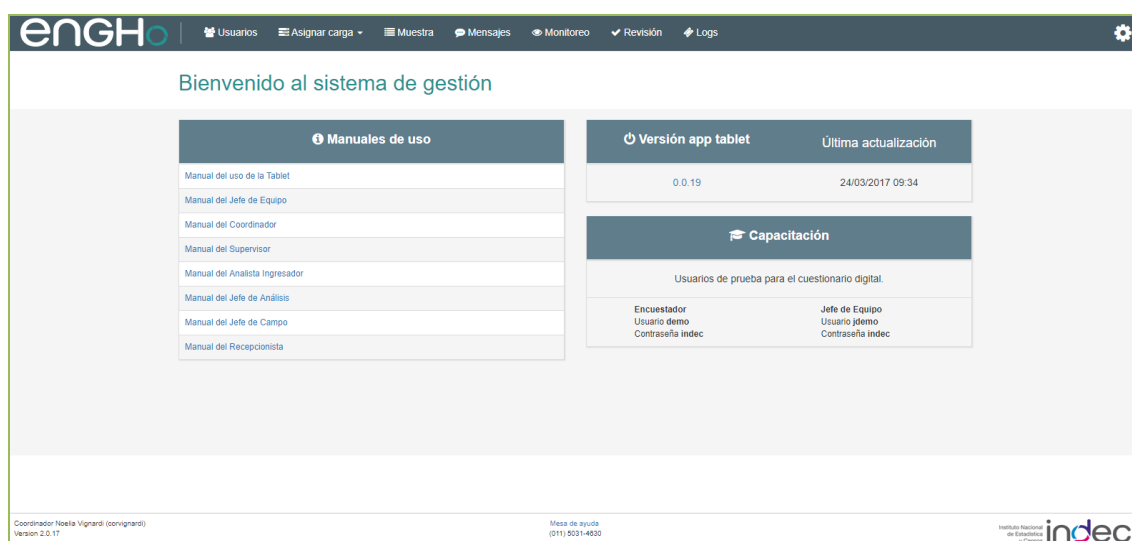 enGHo
Usuarios Asignar carga Muestra Mensajes Monitoreo Revisión Logs
Bienvenido al sistema de gestión
Manuales de uso
Manual del uso de la Tablet
Manual del Jefe de Equipo
Manual del Coordinador
Manual del Supervisor
Manual del Analista Ingresador
Manual del Jefe de Análisis
Manual del Jefe de Campo
Manual del Recepcionista
Versión app tablet Última actualización
0.0.19 24/03/2017 09:34
Capacitación
Usuarios de prueba para el cuestionario digital.
Encuestador
Usuario demo
Contraseña indec
Jefe de Equipo
Usuario jdemo
Contraseña indec
Coordinador Noelia Vignardi (corvignardi)
Version 2.0.17
Mesa de ayuda
(011) 5031-4630
Instituto Nacional
de Estadística
y Censos
indec